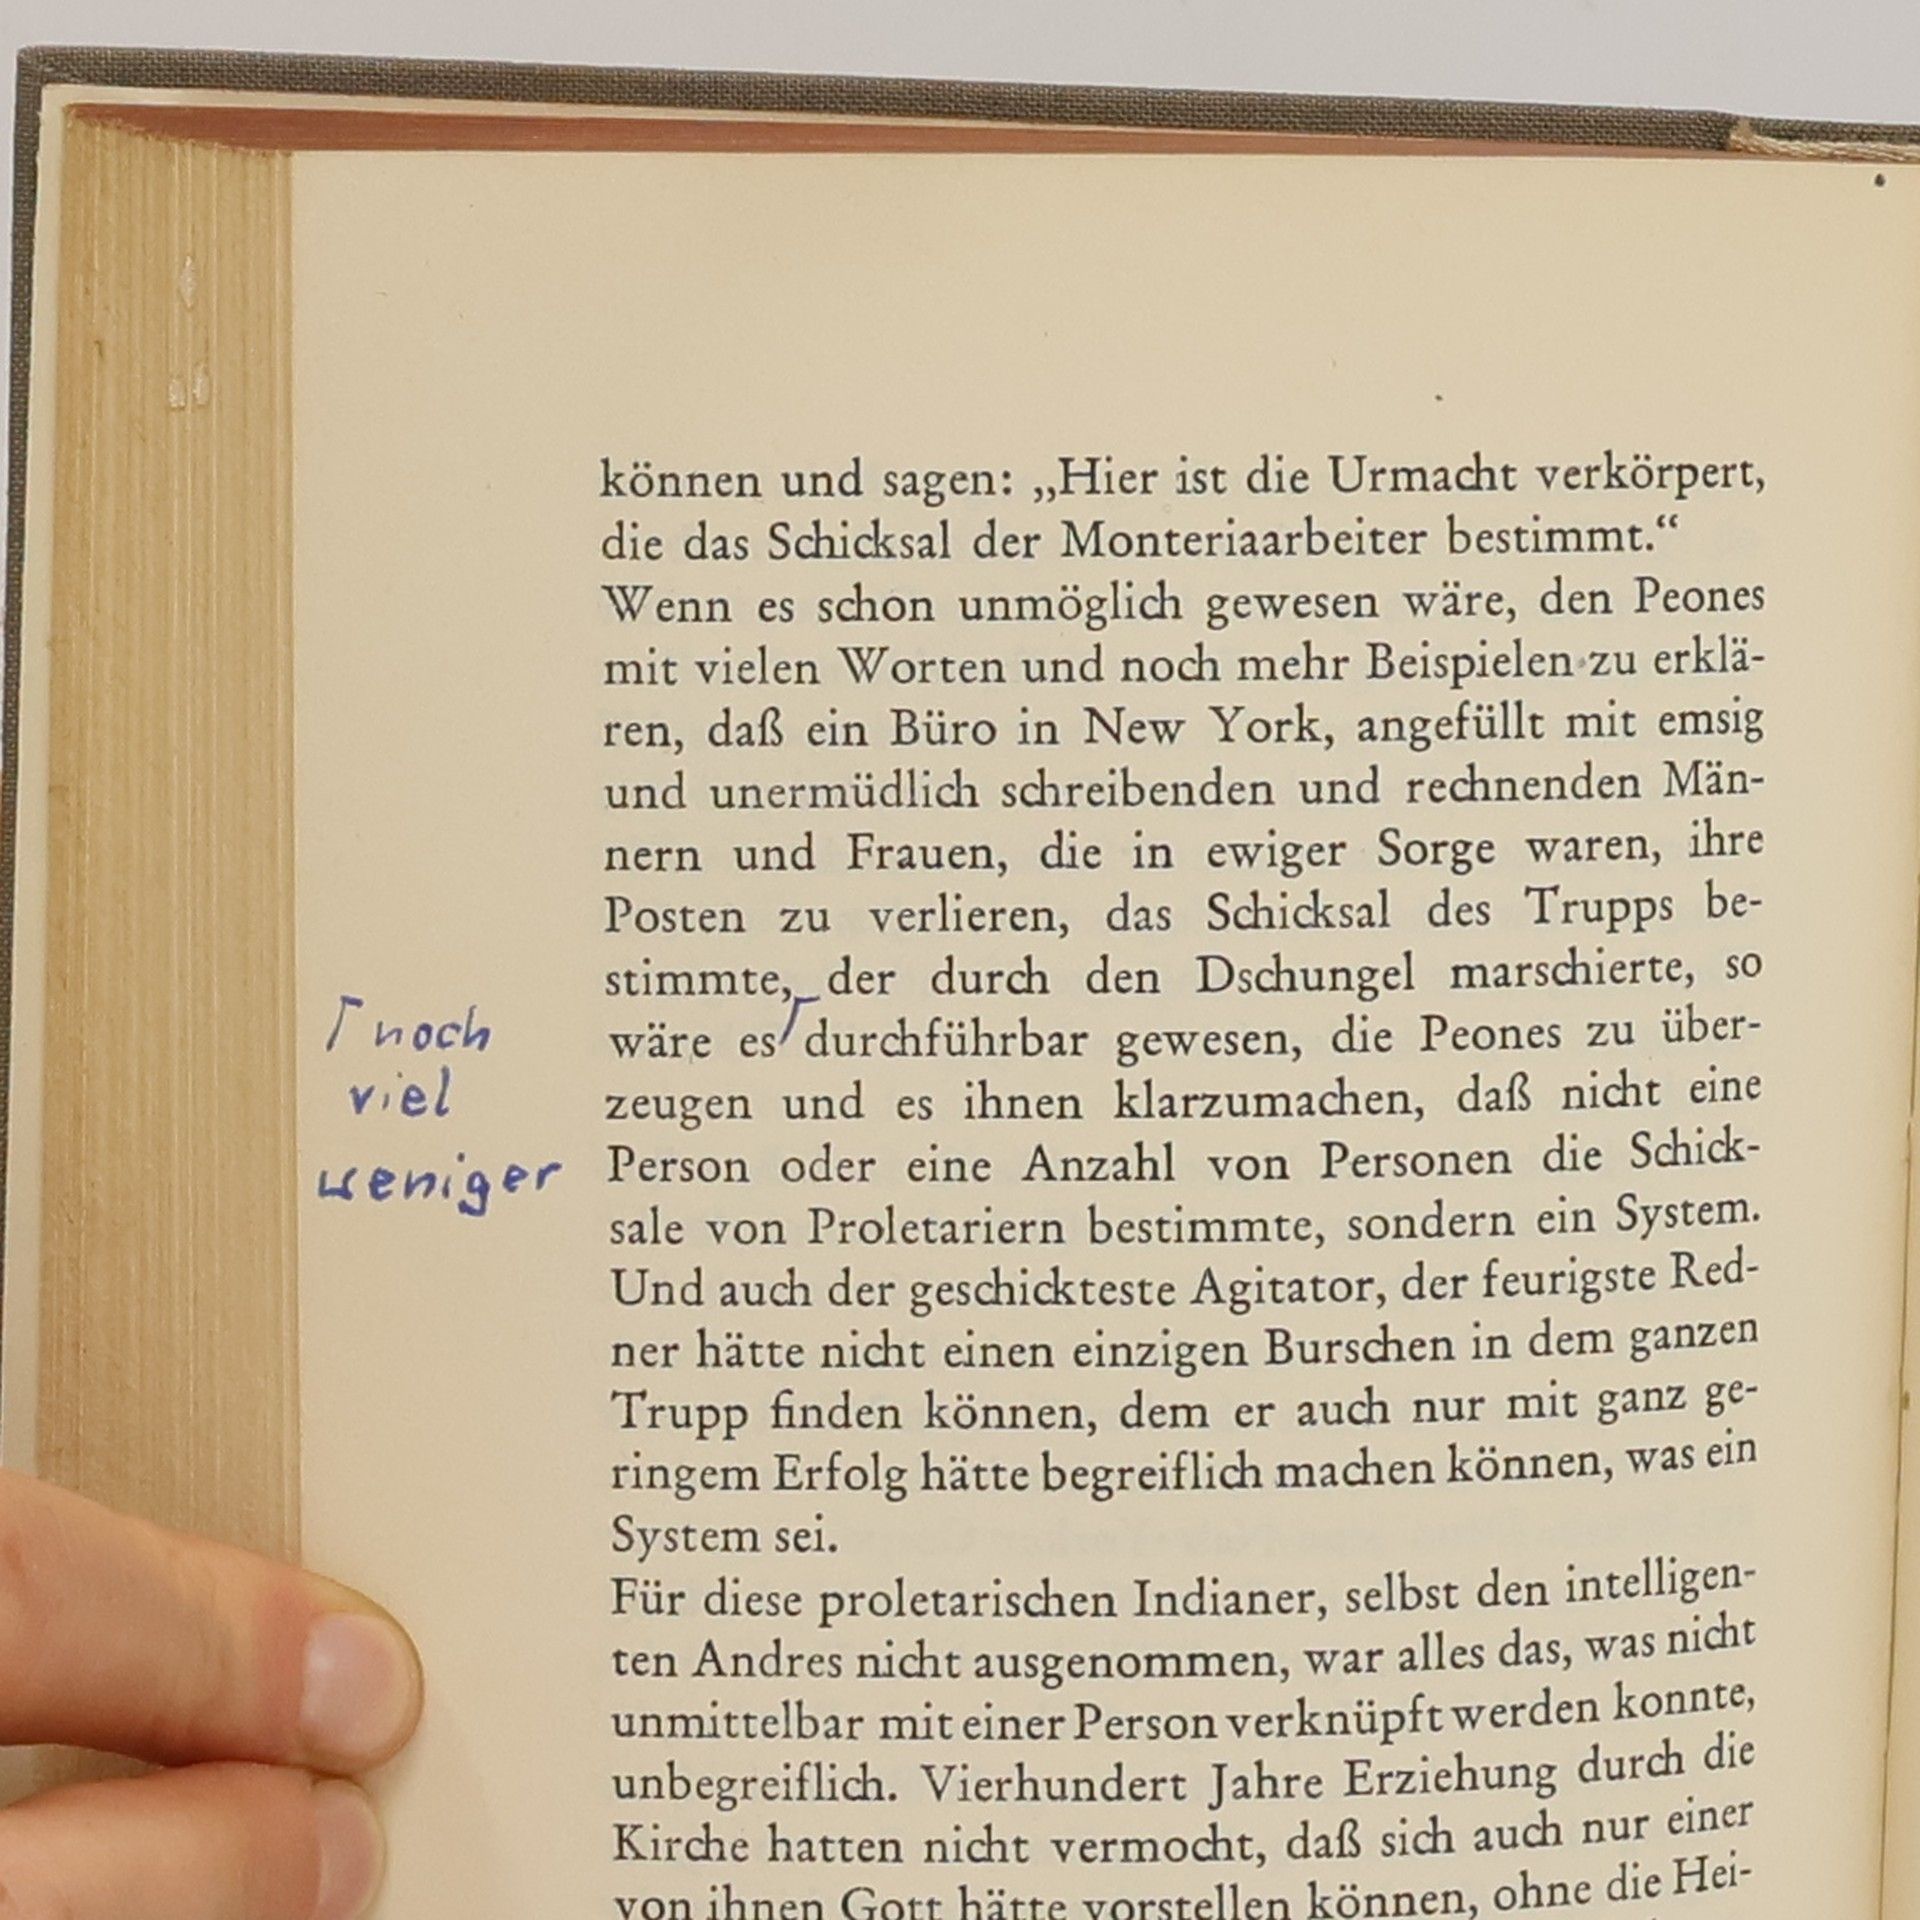 können und sagen: „Hier ist die Urmacht verkörpert,
die das Schicksal der Monteriaarbeiter bestimmt.“
Wenn es schon unmöglich gewesen wäre, den Peones
mit vielen Worten und noch mehr Beispielen zu erklä-
ren, daß ein Büro in New York, angefüllt mit emsig
und unermüdlich schreibenden und rechnenden Män-
nern und Frauen, die in ewiger Sorge waren, ihre
Posten zu verlieren, das Schicksal des Trupps be-
stimmte, der durch den Dschungel marschierte, so
wäre es durchführbar gewesen, die Peones zu über-
zeugen und es ihnen klarzumachen, daß nicht eine
Person oder eine Anzahl von Personen die Schick-
sale von Proletariern bestimmte, sondern ein System.
Und auch der geschickteste Agitator, der feurigste Red-
ner hätte nicht einen einzigen Burschen in dem ganzen
Trupp finden können, dem er auch nur mit ganz ge-
ringem Erfolg hätte begreiflich machen können, was ein
System sei.
Für diese proletarischen Indianer, selbst den intelligen-
ten Andres nicht ausgenommen, war alles das, was nicht
unmittelbar mit einer Person verknüpft werden konnte,
unbegreiflich. Vierhundert Jahre Erziehung durch die
Kirche hatten nicht vermocht, daß sich auch nur einer
von ihnen Gott hätte vorstellen können, ohne die Hei-
noch
viel
weniger